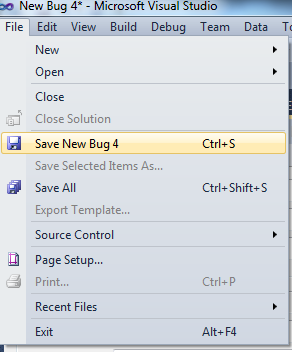 New Bug 4* - Microsoft Visual Studio
File Edit View Build Debug Team Data
New
Open
Close
Close Solution
Save New Bug 4 Ctrl+S
Save Selected Items As...
Save All Ctrl+Shift+S
Export Template...
Source Control
Page Setup...
Print... Ctrl+P
Recent Files
Exit Alt+F4